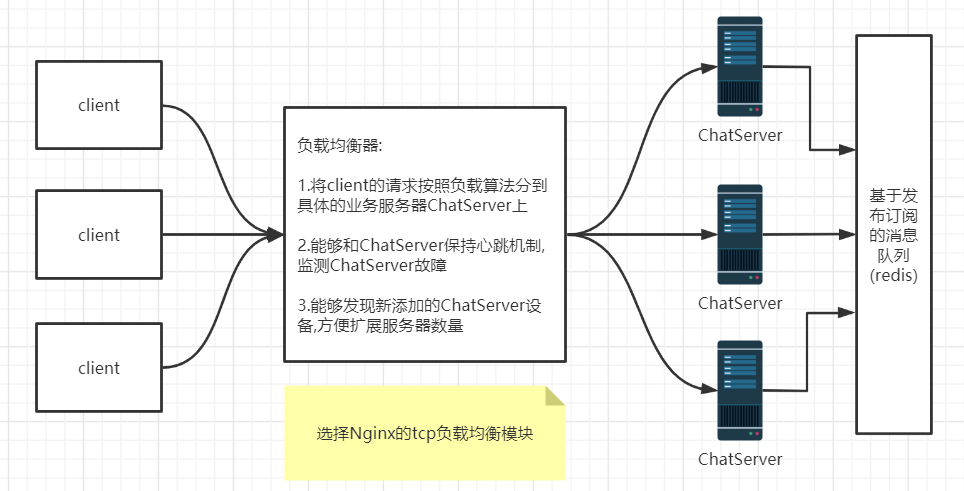 client
client
client
负载均衡器:
1.将client的请求按照负载算法分到
具体的业务服务器ChatServer上
2.能够和ChatServer保持心跳机制,
监测ChatServer故障
3.能够发现新添加的ChatServer设
备,方便扩展服务器数量
选择Nginx的tcp负载均衡模块
ChatServer
ChatServer
ChatServer
基于发
布订阅
的消息
队列
(redis)